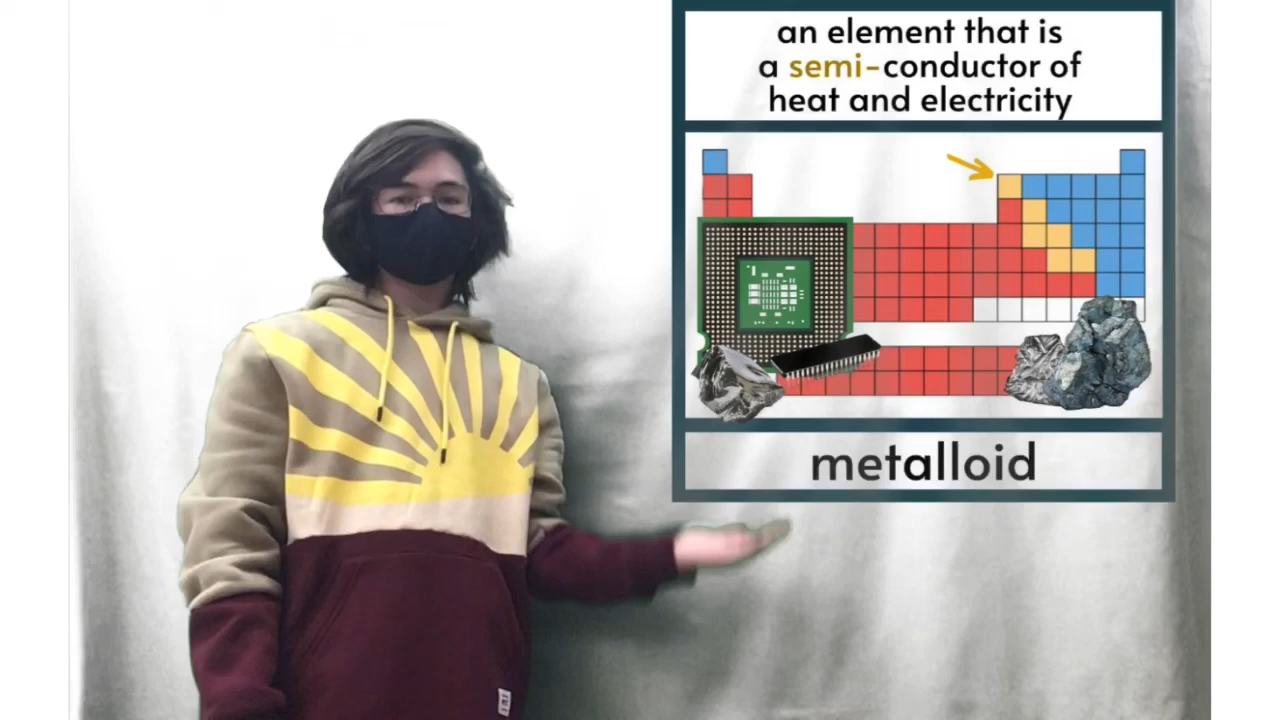 an element that is
a semi-conductor of
heat and electricity
metalloid